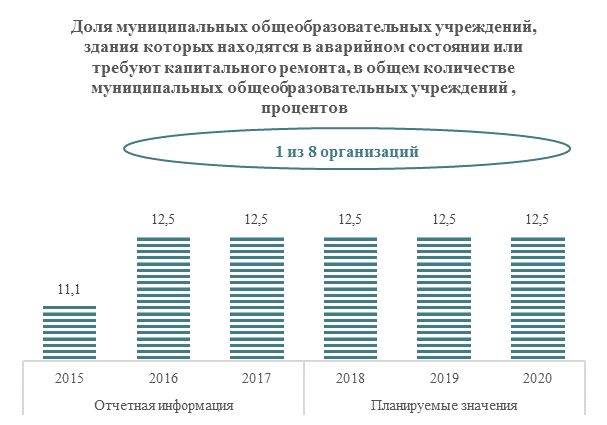 Доля муниципальных общеобразовательных учреждений,
здания которых находятся в аварийном состоянии или
требуют капитального ремонта, в общем количестве
муниципальных общеобразовательных учреждений ,
процентов
1 из 8 организаций
11,1
12,5
12,5
12,5
12,5
12,5
2015
2016
2017
2018
2019
2020
Отчетная информация
Планируемые значения